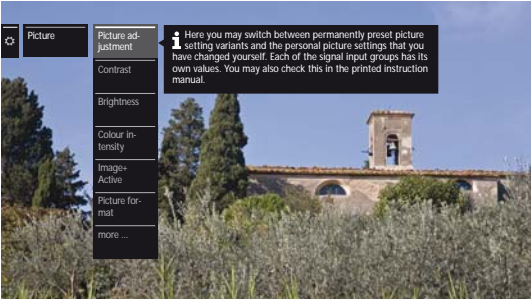 Picture
Picture ad-
justment
Contrast
Brightness
Colour in-
tensity
Image+
Active
Picture for-
mat
more ...
i Here you may switch between permanently preset picture
setting variants and the personal picture settings that you
have changed yourself. Each of the signal input groups has its
own values. You may also check this in the printed instruction
manual.